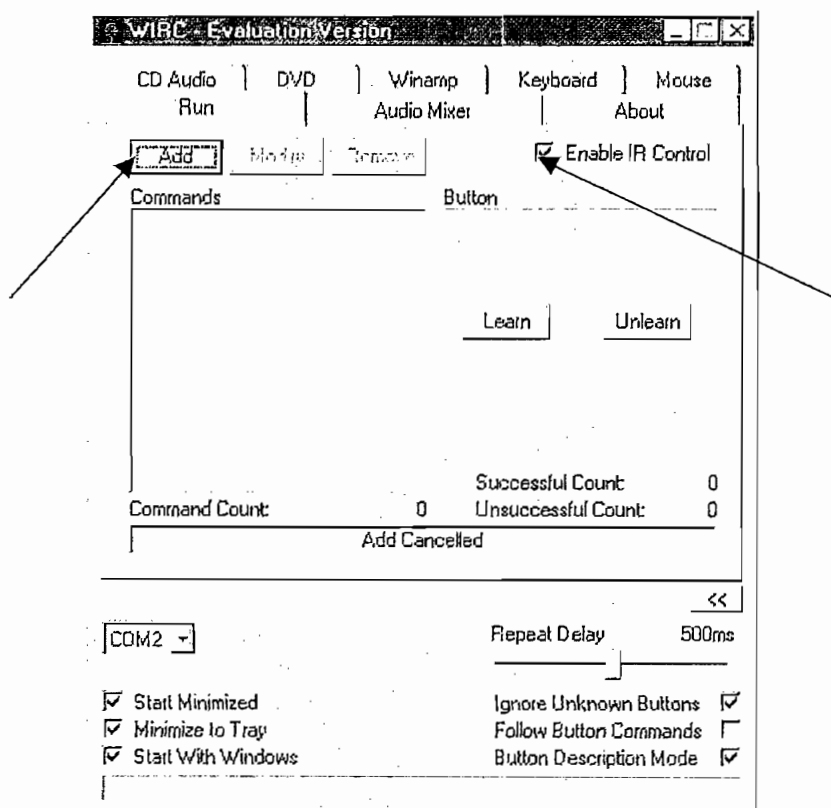 WIRC - Evaluation Version
CD Audio DVD Winamp Keyboard Mouse
Run Audio Mixer About
Add Modify Remove Enable IR Control
Commands Button
Learn Unlearn
Successful Count: 0
Command Count: 0 Unsuccessful Count: 0
Add Cancelled
<<
COM2 Repeat Delay 500ms
Start Minimized Ignore Unknown Buttons
Minimize to Tray Follow Button Commands
Start With Windows Button Description Mode